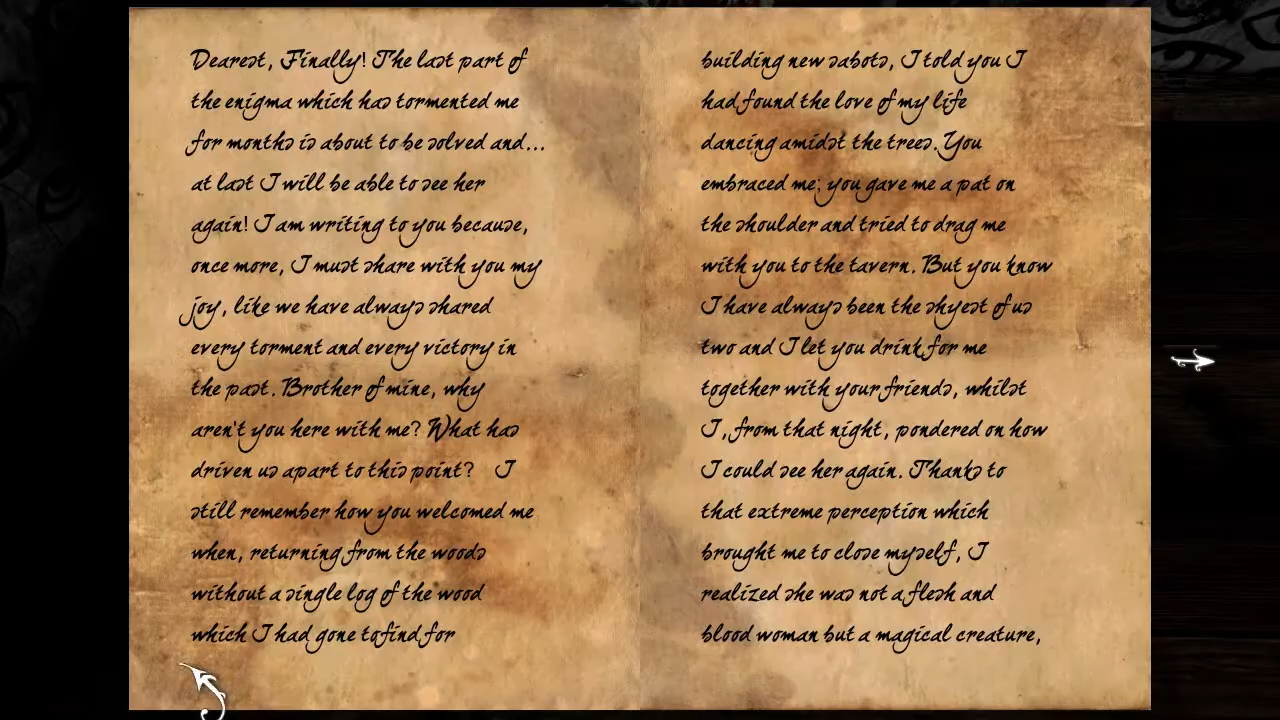 Dearest, Finally! The last part of
the enigma which has tormented me
for months is about to be solved and...
at last I will be able to see her
again! I am writing to you because,
once more, I must share with you my
joy, like we have always shared
every torment and every victory in
the past. Brother of mine, why
aren't you here with me? What has
driven us apart to this point? I
still remember how you welcomed me
when, returning from the woods
without a single log of the wood
which I had gone to find for
building new sabots, I told you I
had found the love of my life
dancing amidst the trees. You
embraced me; you gave me a pat on
the shoulder and tried to drag me
with you to the tavern. But you know
I have always been the shyest of us
two and I let you drink for me
together with your friends, whilst
I, from that night, pondered on how
I could see her again. Thanks to
that extreme perception which
brought me to close myself, I
realized she was not a flesh and
blood woman but a magical creature,